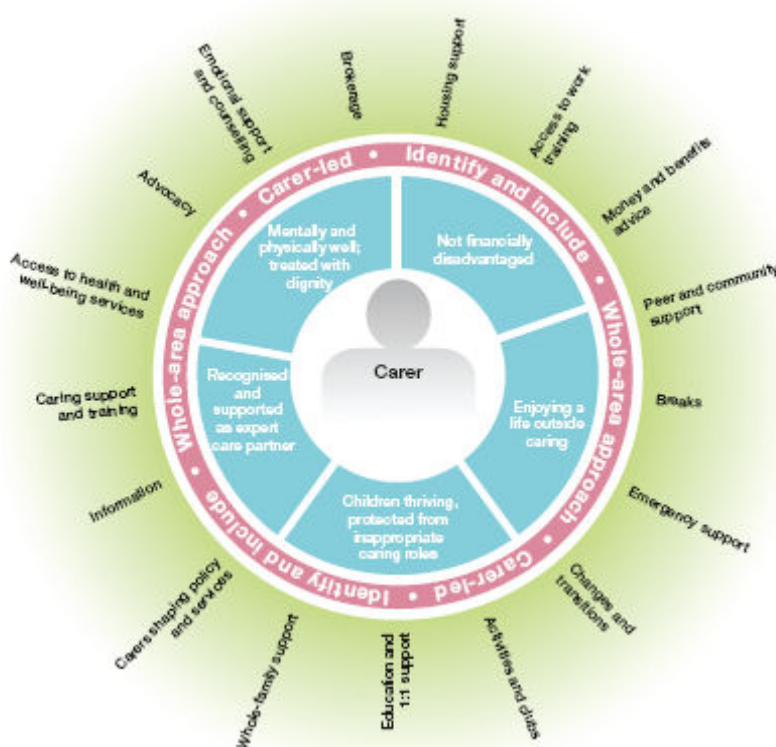 Emotional support
and counselling
Brokerage
Housing support
Access to work
training
Money and benefits
advice
Peer and community
support
Breaks
Emergency support
Changes and
transitions
Activities and clubs
Education and
1:1 support
Whole-family support
Carers shaping policy
and services
Information
Caring support
and training
Access to health and
well-being services
Advocacy
Identify and include • Whole-area approach • Carer-led • Identify and include • Whole-area approach • Carer-led •
Mentally and
physically well;
treated with
dignity
Not financially
disadvantaged
Enjoying a
life outside
caring
Children thriving,
protected from
inappropriate
caring roles
Recognised
and
supported
as expert
care partner
Carer